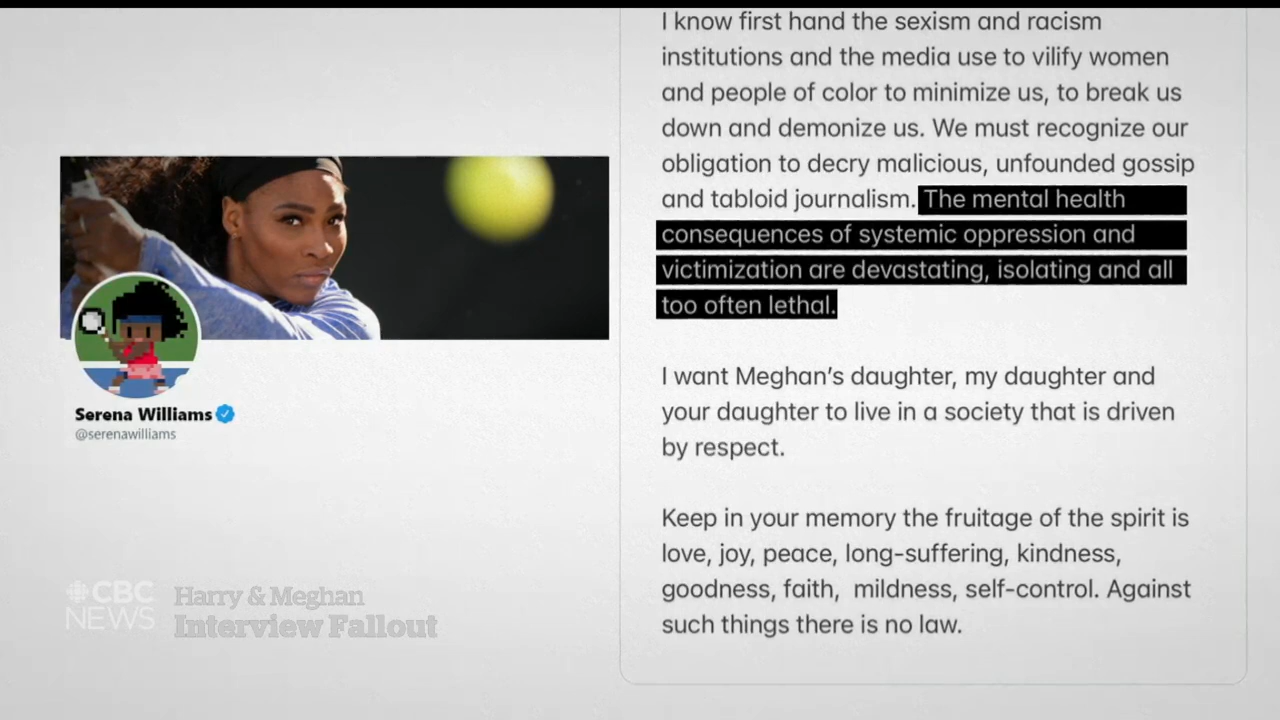 I know first hand the sexism and racism
institutions and the media use to vilify women
and people of color to minimize us, to break us
down and demonize us. We must recognize our
obligation to decry malicious, unfounded gossip
and tabloid journalism. The mental health
consequences of systemic oppression and
victimization are devastating, isolating and all
too often lethal.
I want Meghan's daughter, my daughter and
your daughter to live in a society that is driven
by respect.
Keep in your memory the fruitage of the spirit is
love, joy, peace, long-suffering, kindness,
goodness, faith,  mildness, self-control. Against
such things there is no law.
Serena Williams
@serenawilliams
CBC
NEWS
Harry & Meghan
Interview Fallout